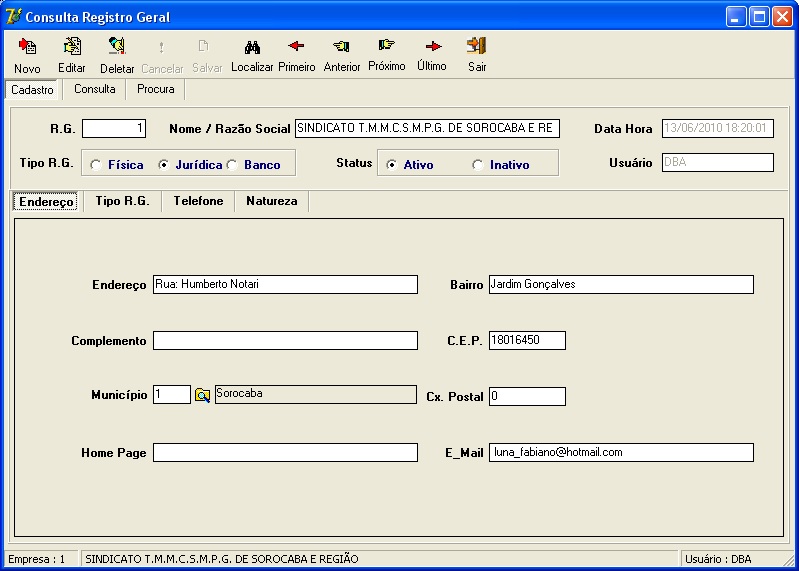 Consulta Registro Geral
Novo Editar Deletar Cancelar Salvar Localizar Primeiro Anterior Próximo Último Sair
Cadastro Consulta Procura
R.G. 1 Nome / Razão Social SINDICATO T.M.M.C.S.M.P.G. DE SOROCABA E RE Data Hora 13/06/2010 18:20:01
Tipo R.G. Física Jurídica Banco Status Ativo Inativo Usuário DBA
Endereço Tipo R.G. Telefone Natureza
Endereço Rua: Humberto Notari Bairro Jardim Gonçalves
Complemento C.E.P. 18016450
Município 1 Sorocaba Cx. Postal 0
Home Page E_Mail luna_fabiano@hotmail.com
Empresa : 1 SINDICATO T.M.M.C.S.M.P.G. DE SOROCABA E REGIÃO Usuário : DBA